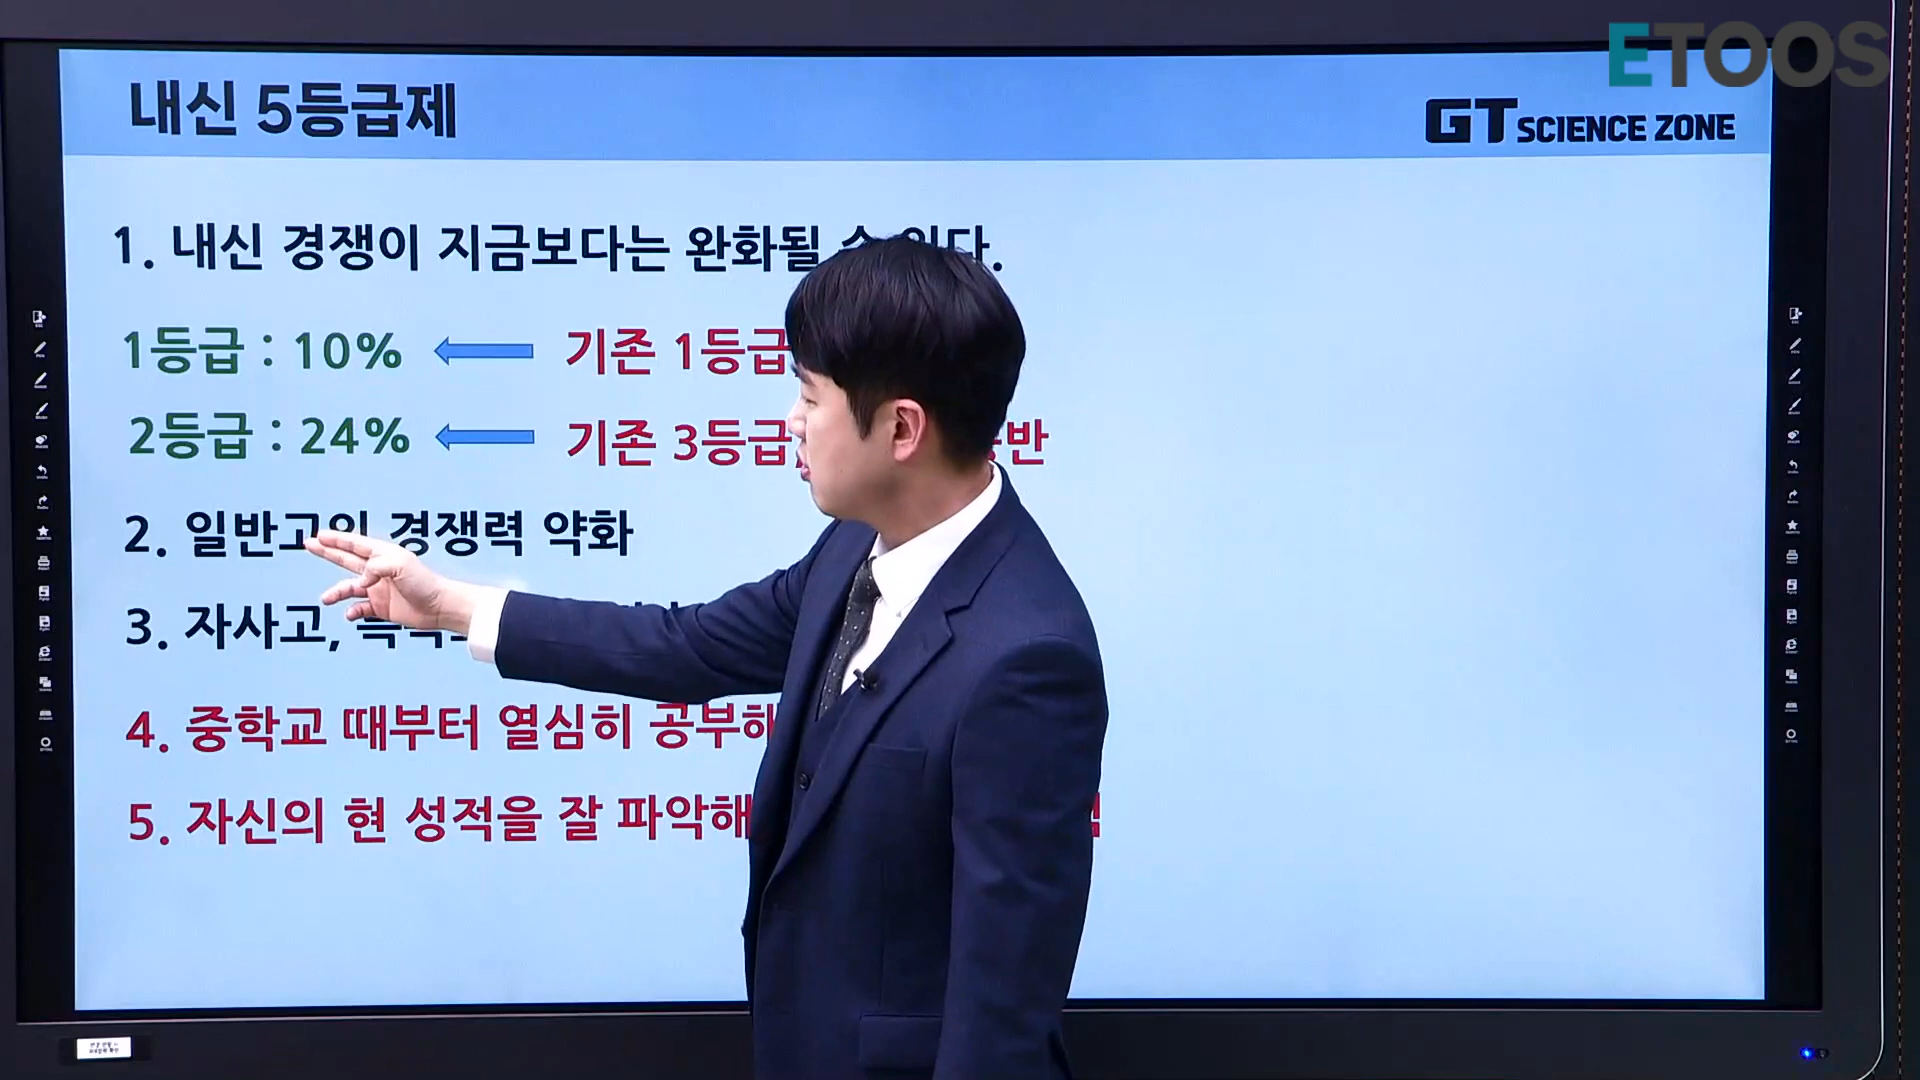 ETOOS
내신 5등급제
GT SCIENCE ZONE
1. 내신 경쟁이 지금보다는 완화될 수 있다.
1등급 : 10% 기존 1등급
2등급 : 24% 기존 3등급, 반
2. 일반고의 경쟁력 약화
3. 자사고,
4. 중학교 때부터 열심히 공부해
5. 자신의 현 성적을 잘 파악해